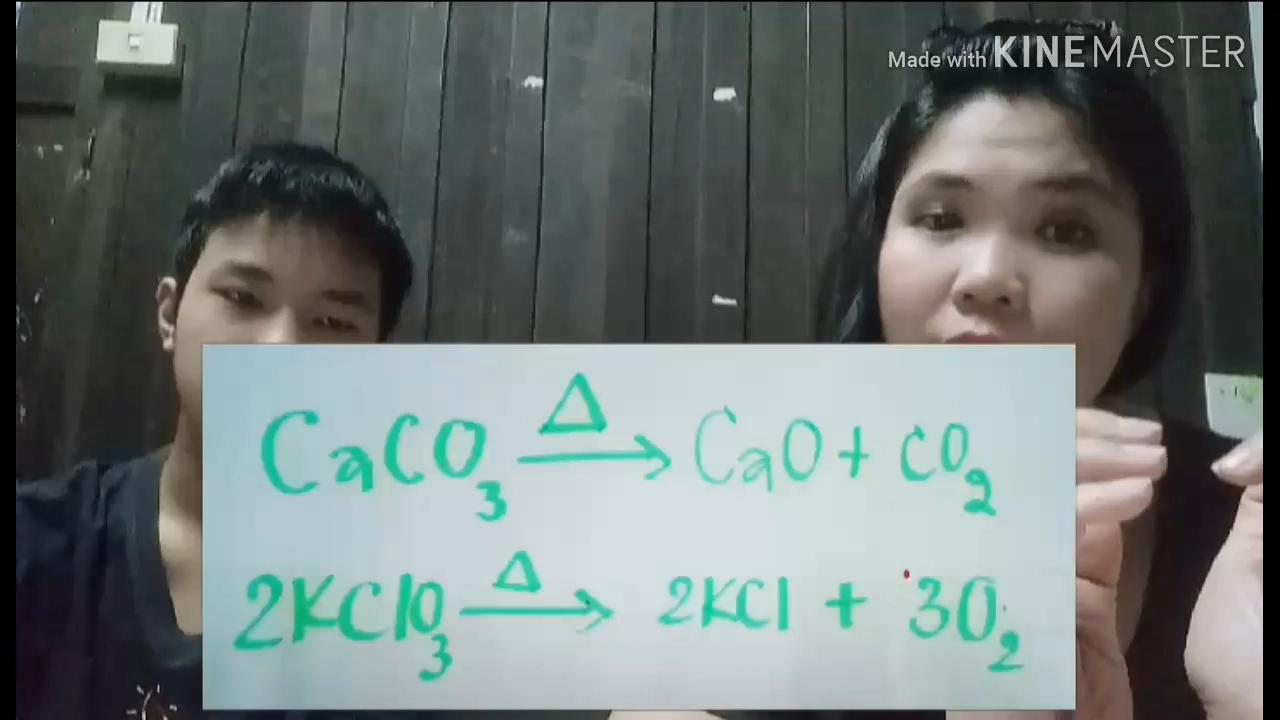 Made with KINEMASTER
CaCO₃ Δ→ CaO + CO₂
2KClO₃ Δ→ 2KCl + 3O₂